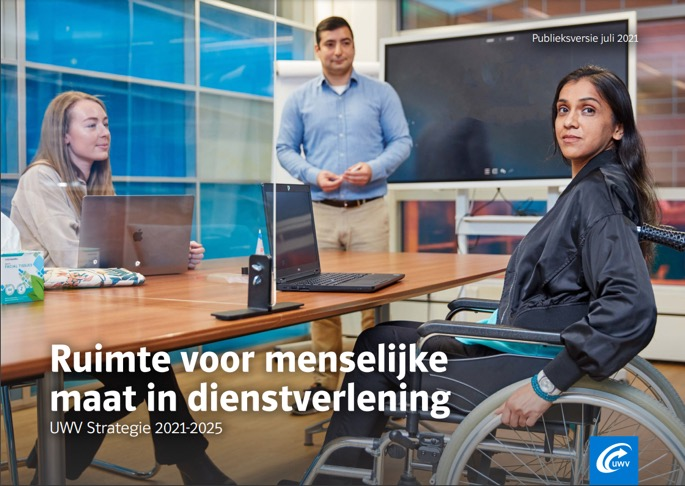 Publieksversie juli 2021
Ruimte voor menselijke
maat in dienstverlening
UWV Strategie 2021-2025
UWV